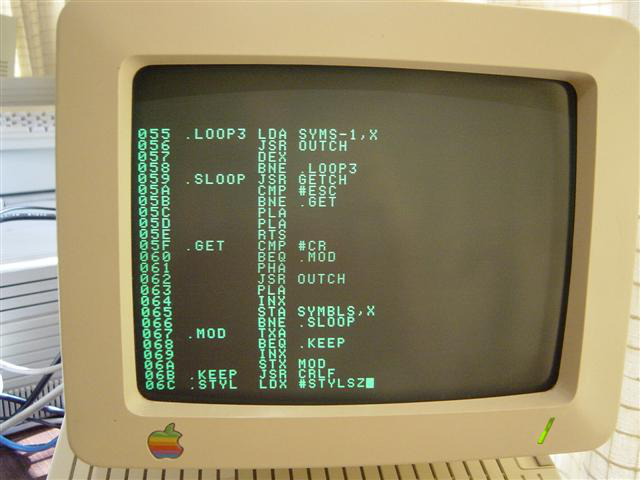 055 .LOOP3 LDA SYMS-1,X
056 JSR OUTCH
057 DEX
058 BNE .LOOP3
059 .SLOOP JSR GETCH
05A CMP #ESC
05B BNE .GET
05C PLA
05D PLA
05E RTS
05F .GET CMP #CR
060 BEQ .MOD
061 PHA
062 JSR OUTCH
063 PLA
064 INX
065 STA SYMBLS,X
066 BNE .SLOOP
067 .MOD TXA
068 BEQ .KEEP
069 INX
06A STX MOD
06B .KEEP JSR CRLF
06C .STYL LDX #STYLSZ